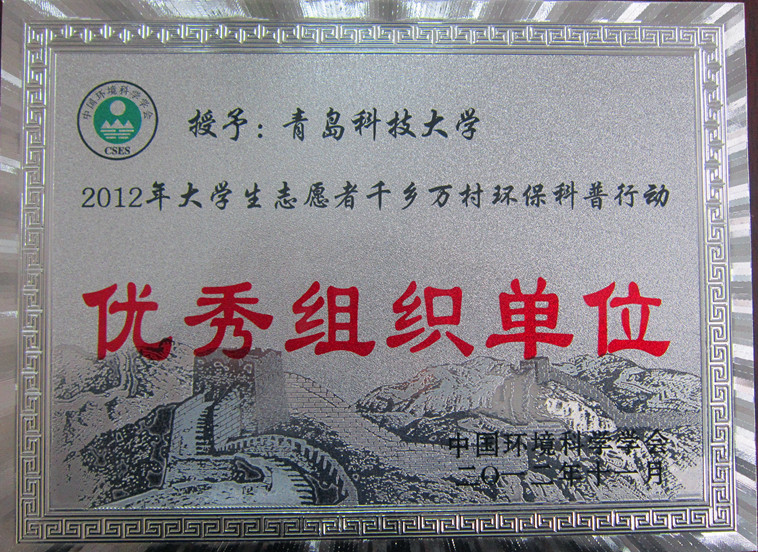 中国环境科学学会
CSES
授予：青岛科技大学
2012年大学生志愿者千乡万村环保科普行动
优秀组织单位
中国环境科学学会
二〇一二年十一月